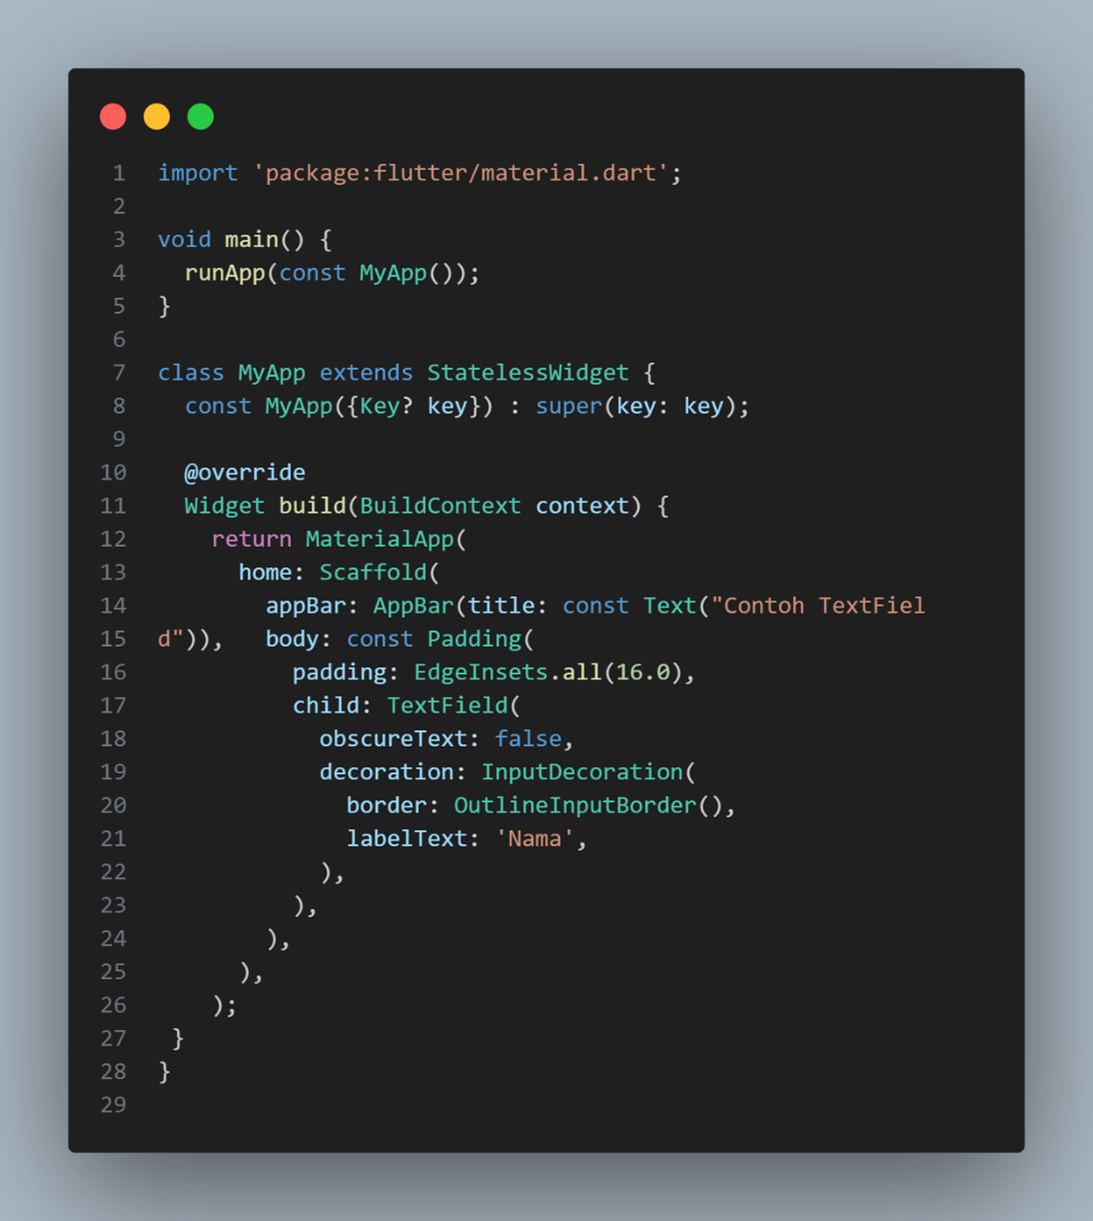 1 import 'package:flutter/material.dart';
2
3 void main() {
4   runApp(const MyApp());
5 }
6
7 class MyApp extends StatelessWidget {
8   const MyApp({Key? key}) : super(key: key);
9
10   @override
11   Widget build(BuildContext context) {
12     return MaterialApp(
13       home: Scaffold(
14         appBar: AppBar(title: const Text("Contoh TextFiel
15 d")),   body: const Padding(
16           padding: EdgeInsets.all(16.0),
17           child: TextField(
18             obscureText: false,
19             decoration: InputDecoration(
20               border: OutlineInputBorder(),
21               labelText: 'Nama',
22             ),
23           ),
24         ),
25       ),
26     );
27  }
28 }
29